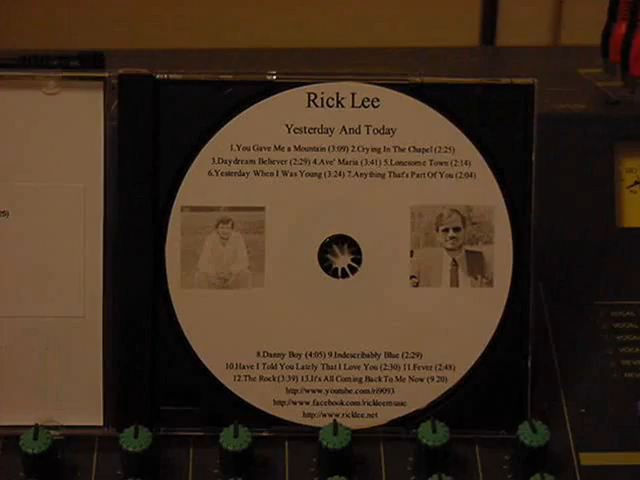 Rick Lee
Yesterday And Today
1.You Gave Me a Mountain (3:09) 2.Crying In The Chapel (2:25)
3.Daydream Believer (2:29) 4.Ave' Maria (3:41) 5.Lonesome Town (2:14)
6.Yesterday When I Was Young (3:24) 7.Anything That's Part Of You (2:04)
8.Danny Boy (4:05) 9.Indescribably Blue (2:29)
10.Have I Told You Lately That I Love You (2:30) 11.Fever (2:48)
12.The Rock(3:39) 13.It's All Coming Back To Me Now (9:20)
http://www.youtube.com/rl9093
http://www.facebook.com/rickleemusic
http://www.ricklee.net